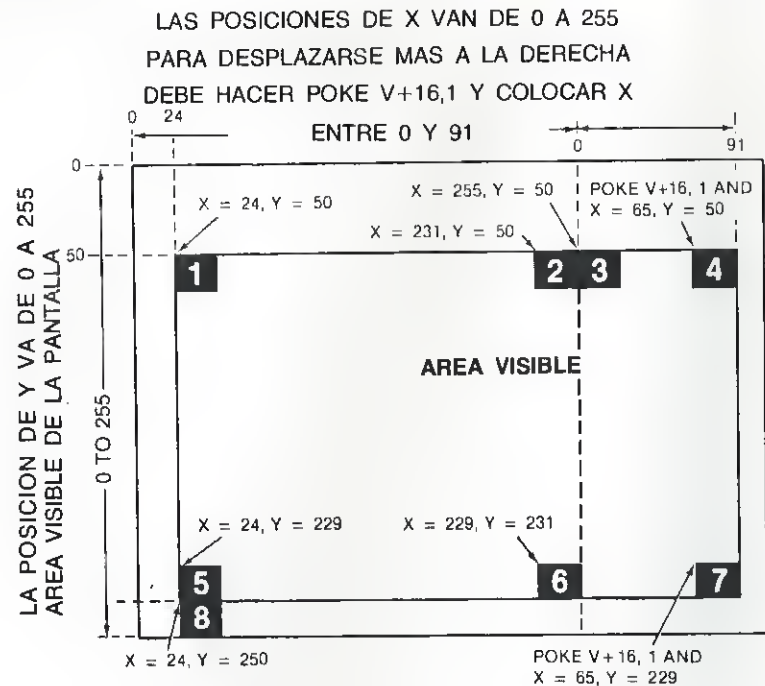 LAS POSICIONES DE X VAN DE 0 A 255
PARA DESPLAZARSE MAS A LA DERECHA
DEBE HACER POKE V+16,1 Y COLOCAR X
ENTRE 0 Y 91
0 24
0 91
0
50
X = 24, Y = 50
X = 255, Y = 50
X = 231, Y = 50
POKE V+16, 1 AND
X = 65, Y = 50
1
2
3
4
AREA VISIBLE
LA POSICION DE Y VA DE 0 A 255
AREA VISIBLE DE LA PANTALLA
0 TO 255
X = 24, Y = 229
X = 229, Y = 231
5
6
7
8
X = 24, Y = 250
POKE V+16, 1 AND
X = 65, Y = 229